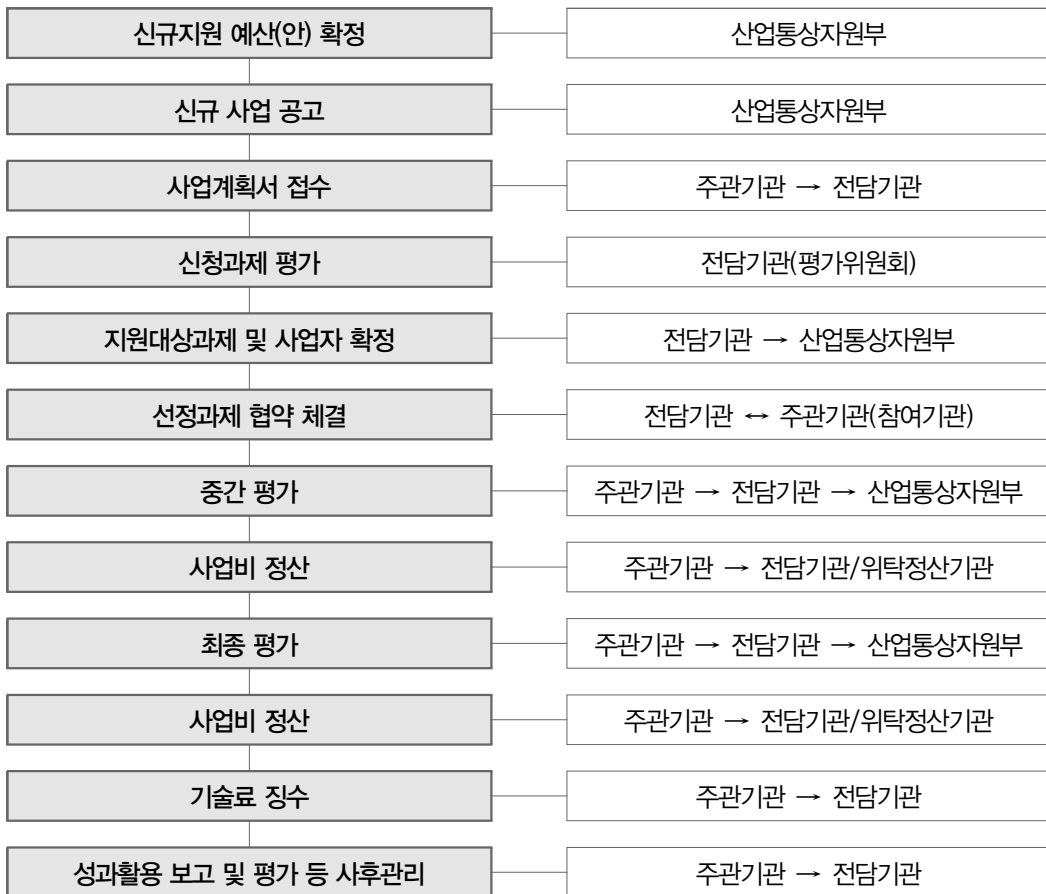 신규지원 예산(안) 확정
산업통상자원부
신규 사업 공고
산업통상자원부
사업계획서 접수
주관기관 → 전담기관
신청과제 평가
전담기관(평가위원회)
지원대상과제 및 사업자 확정
전담기관 → 산업통상자원부
선정과제 협약 체결
전담기관 ↔ 주관기관(참여기관)
중간 평가
주관기관 → 전담기관 → 산업통상자원부
사업비 정산
주관기관 → 전담기관/위탁정산기관
최종 평가
주관기관 → 전담기관 → 산업통상자원부
사업비 정산
주관기관 → 전담기관/위탁정산기관
기술료 징수
주관기관 → 전담기관
성과활용 보고 및 평가 등 사후관리
주관기관 → 전담기관